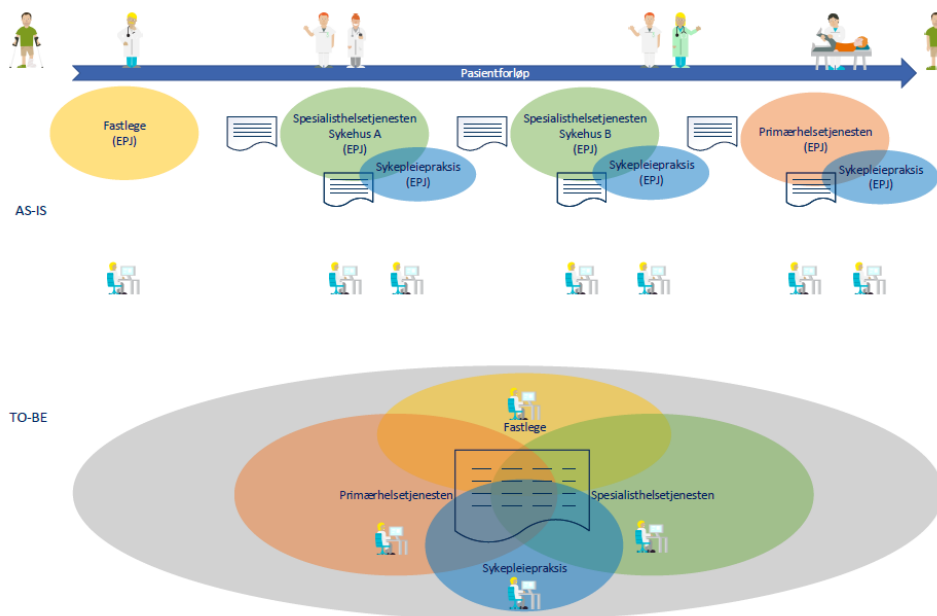 Pasientforløp
Fastlege
(EPJ)
Spesialisthelsetjenesten
Sykehus A
(EPJ)
Sykepleiepraksis
(EPJ)
Spesialisthelsetjenesten
Sykehus B
(EPJ)
Sykepleiepraksis
(EPJ)
Primærhelsetjenesten
(EPJ)
Sykepleiepraksis
(EPJ)
AS-IS
TO-BE
Fastlege
Primærhelsetjenesten
Spesialisthelsetjenesten
Sykepleiepraksis